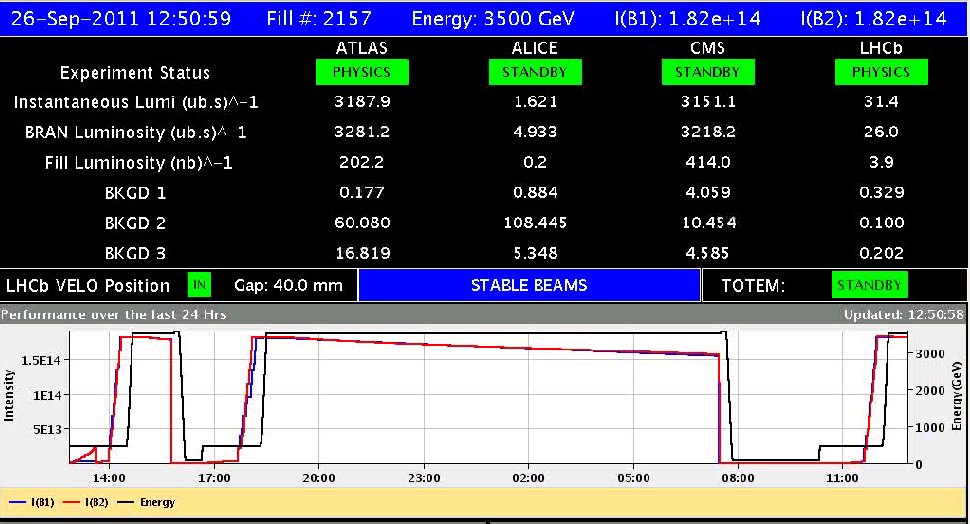 26-Sep-2011 12:50:59 Fill #: 2157 Energy: 3500 GeV I(B1): 1.82e+14 I(B2): 1.82e+14
ATLAS ALICE CMS LHCb
Experiment Status PHYSICS STANDBY STANDBY PHYSICS
Instantaneous Lumi (ub.s)^-1 3187.9 1.621 3151.1 31.4
BRAN Luminosity (ub.s)^ 1 3281.2 4.933 3218.2 26.0
Fill Luminosity (nb)^-1 202.2 0.2 414.0 3.9
BKGD 1 0.177 0.884 4.059 0.329
BKGD 2 60.080 108.445 10.454 0.100
BKGD 3 16.819 5.348 4.585 0.202
LHCb VELO Position IN Gap: 40.0 mm STABLE BEAMS TOTEM: STANDBY
Performance over the last 24 Hrs Updated: 12:50:58
Intensity
1.5E14
1E14
5E13
3000
2000
1000
0
Energy(GeV)
14:00 17:00 20:00 23:00 02:00 05:00 08:00 11:00
I(B1) I(B2) Energy